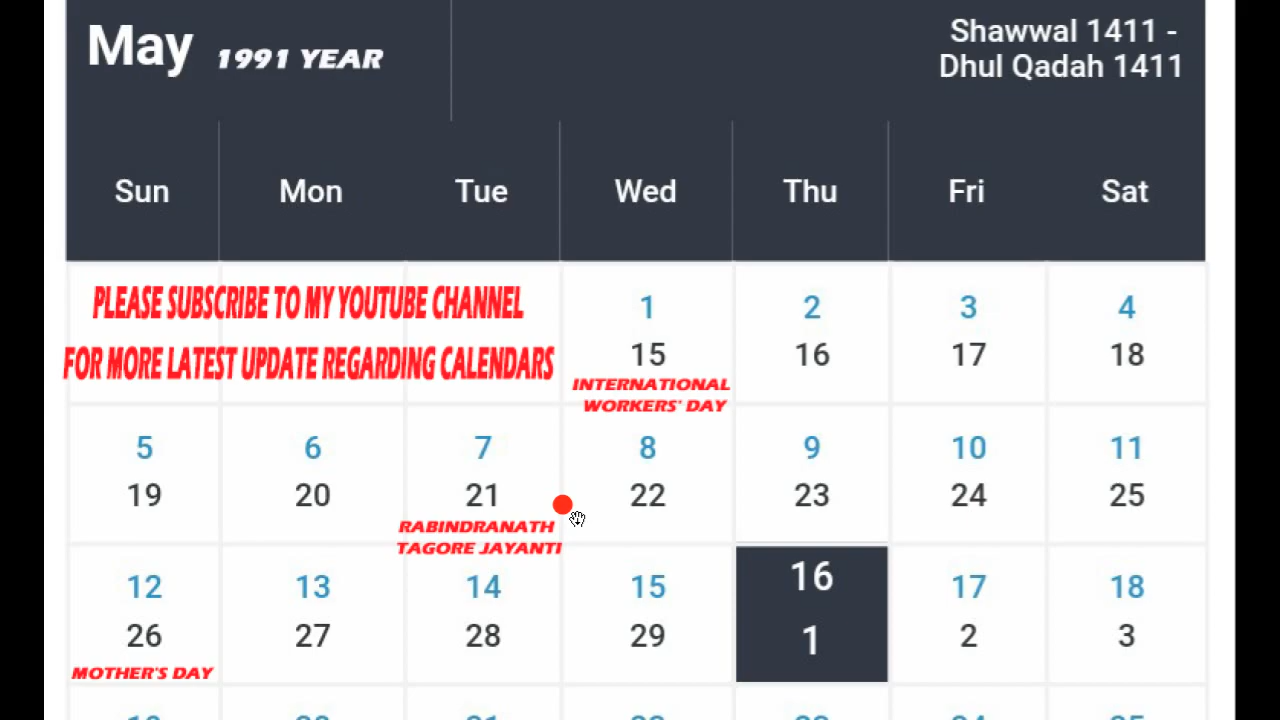 May 1991 YEAR
Shawwal 1411 -
Dhul Qadah 1411
Sun Mon Tue Wed Thu Fri Sat
PLEASE SUBSCRIBE TO MY YOUTUBE CHANNEL
FOR MORE LATEST UPDATE REGARDING CALENDARS
1 2 3 4
15 16 17 18
INTERNATIONAL
WORKERS' DAY
5 6 7 8 9 10 11
19 20 21 22 23 24 25
RABINDRANATH
TAGORE JAYANTI
12 13 14 15 16 17 18
26 27 28 29 1 2 3
MOTHER'S DAY